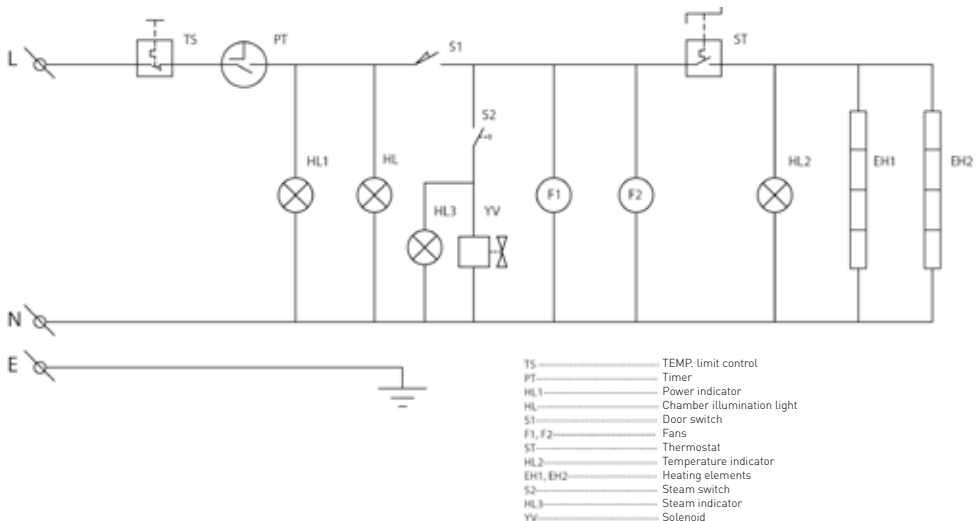 TS PT S1 ST
L
S2
HL1 HL HL2 EH1 EH2
F1 F2
HL3 YV
N
E
TS TEMP. limit control
PT Timer
HL1 Power indicator
HL Chamber illumination light
S1 Door switch
F1, F2 Fans
ST Thermostat
HL2 Temperature indicator
EH1, EH2 Heating elements
S2 Steam switch
HL3 Steam indicator
YV Solenoid